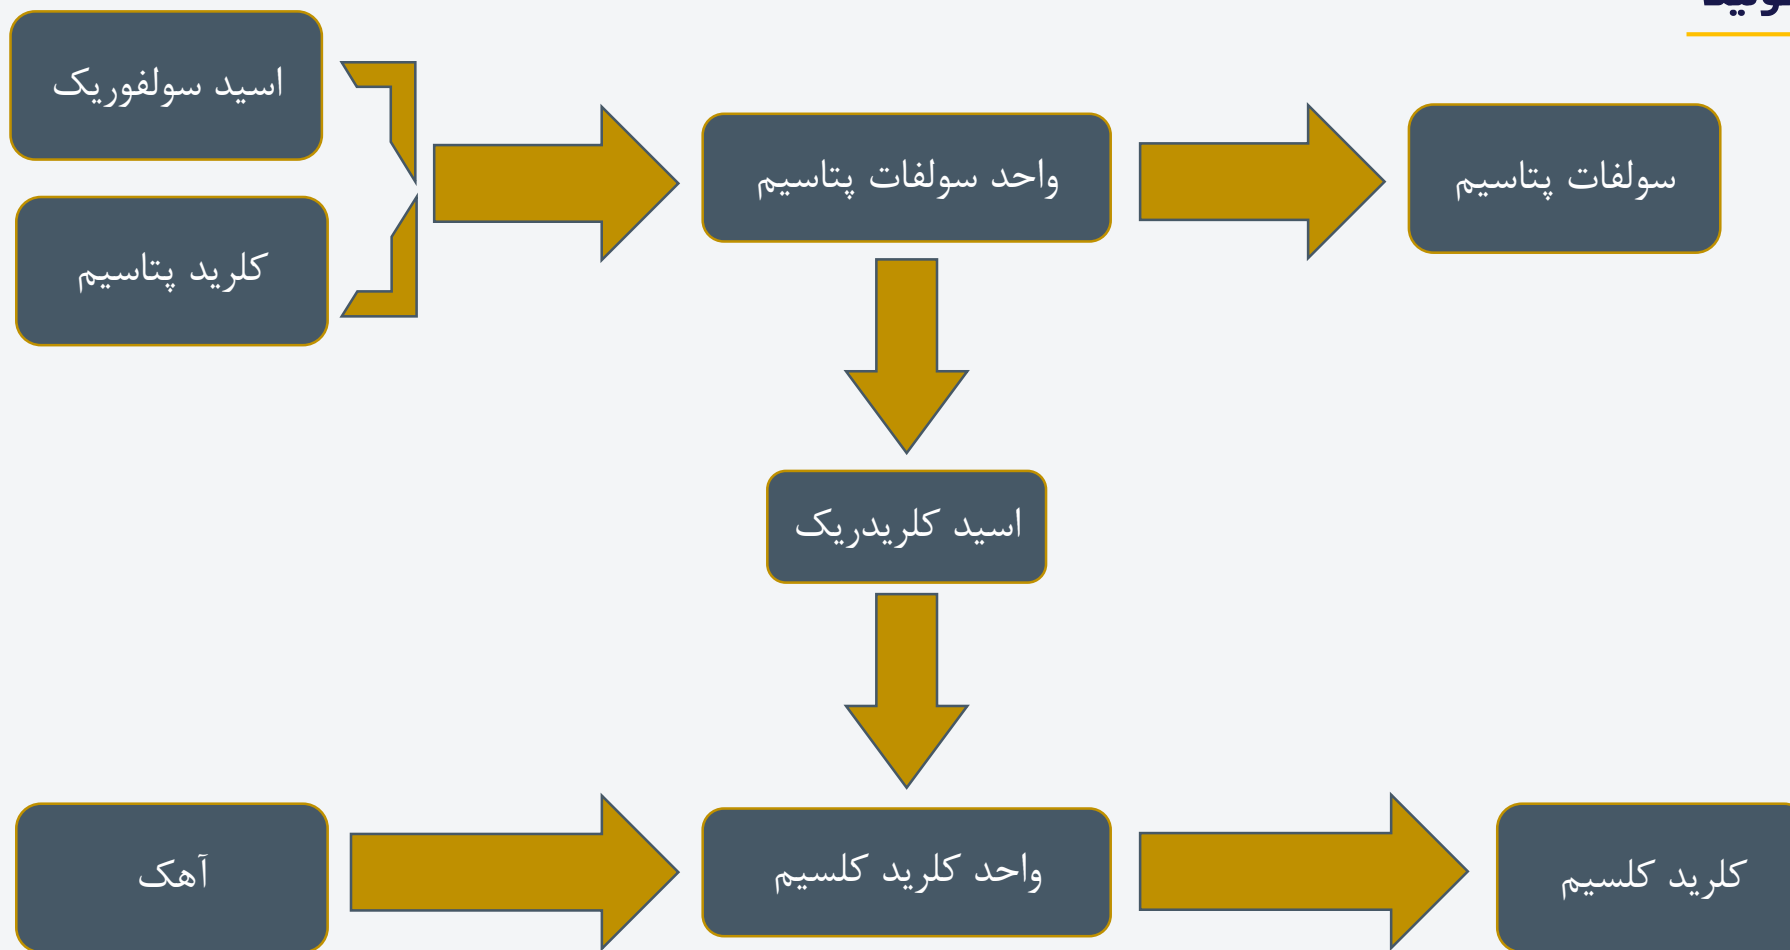 اسید سولفوریک
کلرید پتاسیم
واحد سولفات پتاسیم
سولفات پتاسیم
اسید کلریدریک
آهک
واحد کلرید کلسیم
کلرید کلسیم